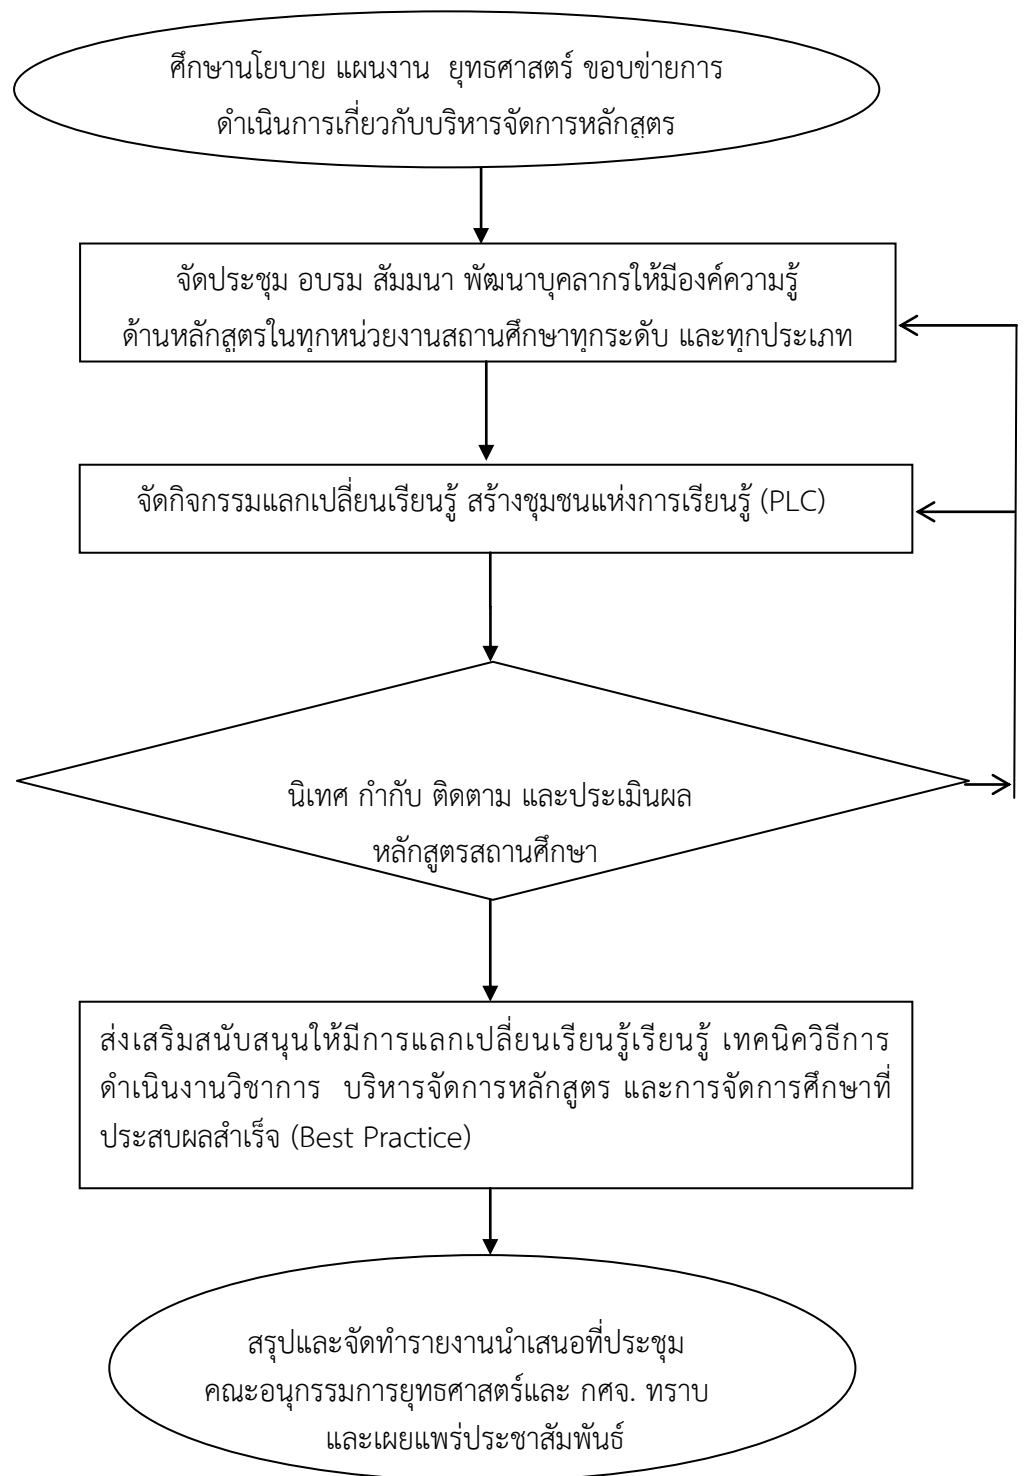 ศึกษานโยบาย แผนงาน ยุทธศาสตร์ ขอบข่ายการ
ดำเนินการเกี่ยวกับบริหารจัดการหลักสูตร
จัดประชุม อบรม สัมมนา พัฒนาบุคลากรให้มีองค์ความรู้
ด้านหลักสูตรในทุกหน่วยงานสถานศึกษาทุกระดับ และทุกประเภท
จัดกิจกรรมแลกเปลี่ยนเรียนรู้ สร้างชุมชนแห่งการเรียนรู้ (PLC)
นิเทศ กำกับ ติดตาม และประเมินผล
หลักสูตรสถานศึกษา
ส่งเสริมสนับสนุนให้มีการแลกเปลี่ยนเรียนรู้เรียนรู้ เทคนิควิธีการ
ดำเนินงานวิชาการ บริหารจัดการหลักสูตร และการจัดการศึกษาที่
ประสบผลสำเร็จ (Best Practice)
สรุปและจัดทำรายงานนำเสนอที่ประชุม
คณะอนุกรรมการยุทธศาสตร์และ กศจ. ทราบ
และเผยแพร่ประชาสัมพันธ์